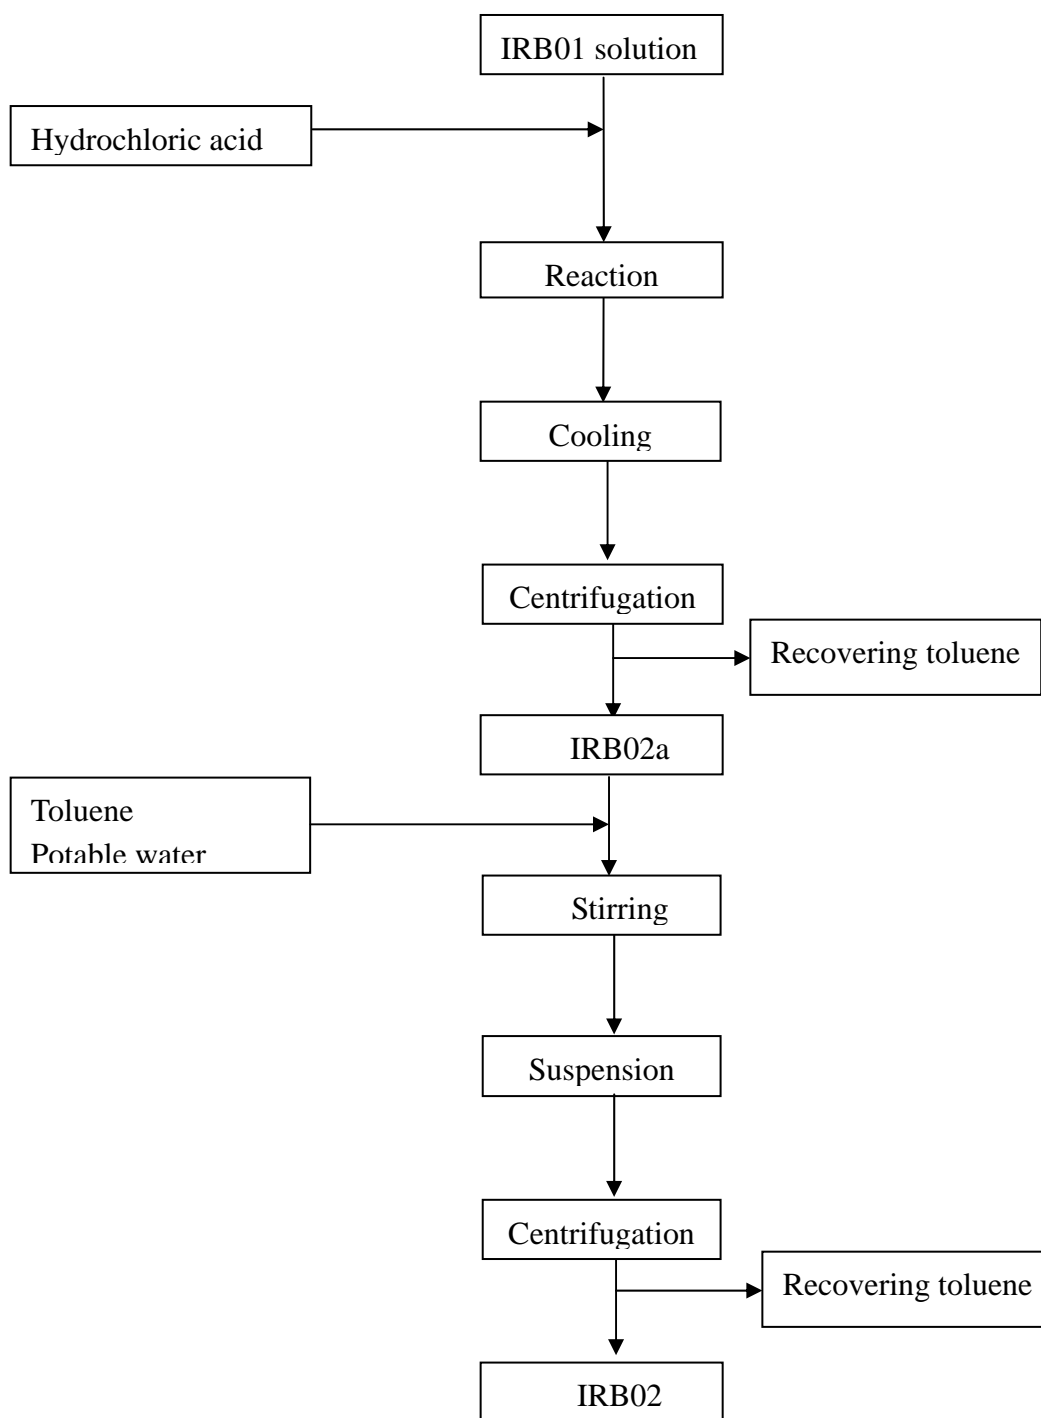 IRB01 solution
Hydrochloric acid
Reaction
Cooling
Centrifugation
Recovering toluene
IRB02a
Toluene
Potable water
Stirring
Suspension
Centrifugation
Recovering toluene
IRB02